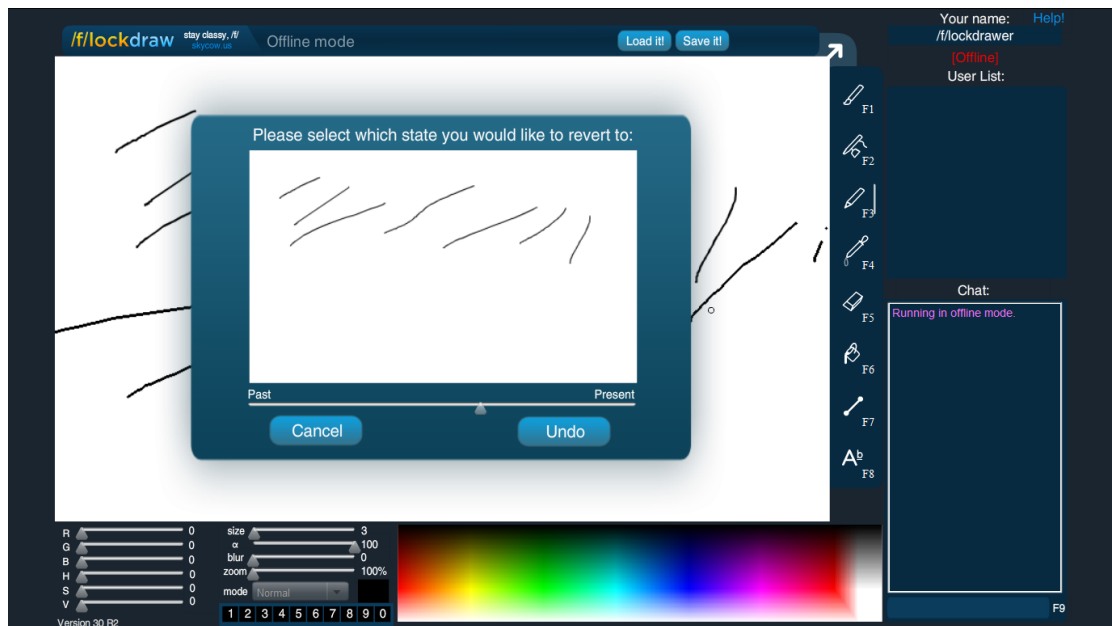 /f/lockdraw
stay classy, /f/
skycow.us
Offline mode
Load it!
Save it!
Your name:
Help!
/f/lockdrawer
[Offline]
User List:
F1
F2
F3
F4
F5
F6
F7
Ab
F8
Please select which state you would like to revert to:
Past
Present
Cancel
Undo
Chat:
Running in offline mode.
F9
R 0
G 0
B 0
H 0
S 0
V 0
size 3
α 100
blur 0
zoom 100%
mode Normal
1 2 3 4 5 6 7 8 9 0
Version 30 R2